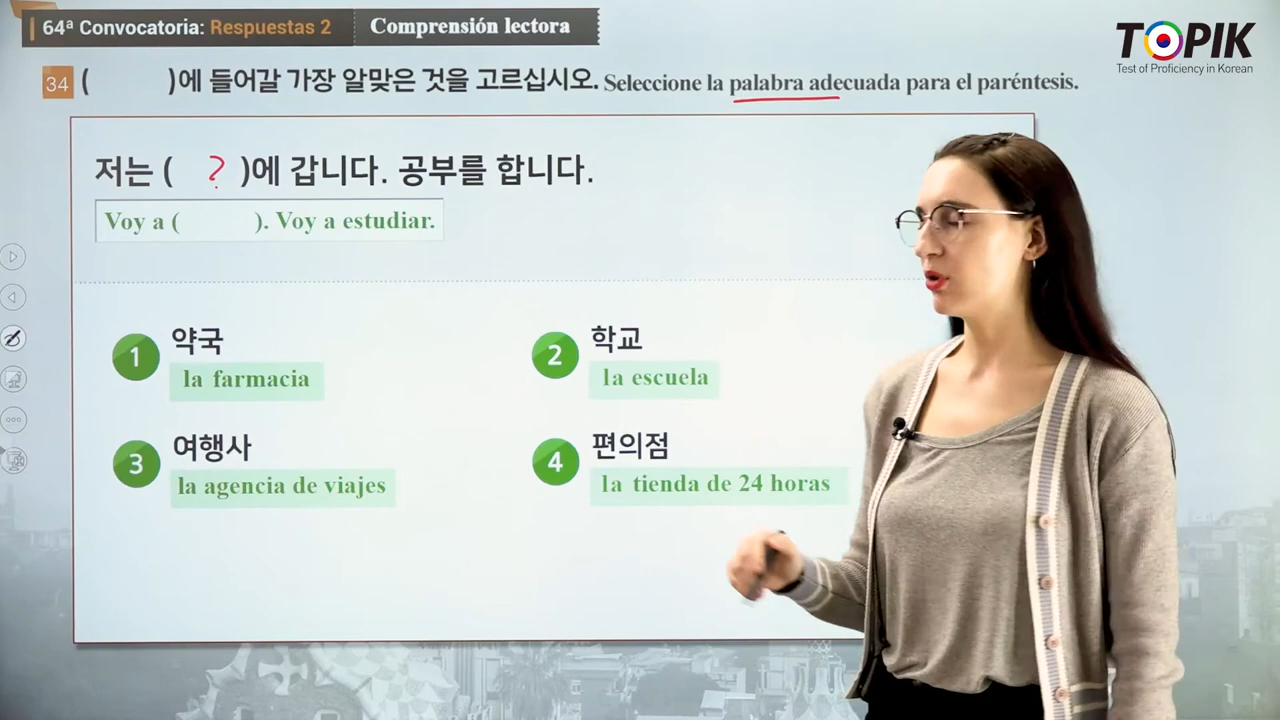 64ª Convocatoria: Respuestas 2 Comprensión lectora
TOPIK
Test of Proficiency in Korean
34 ( )에 들어갈 가장 알맞은 것을 고르십시오. Seleccione la palabra adecuada para el paréntesis.
저는 ( ? )에 갑니다. 공부를 합니다.
Voy a ( ). Voy a estudiar.
1 약국
la farmacia
2 학교
la escuela
3 여행사
la agencia de viajes
4 편의점
la tienda de 24 horas